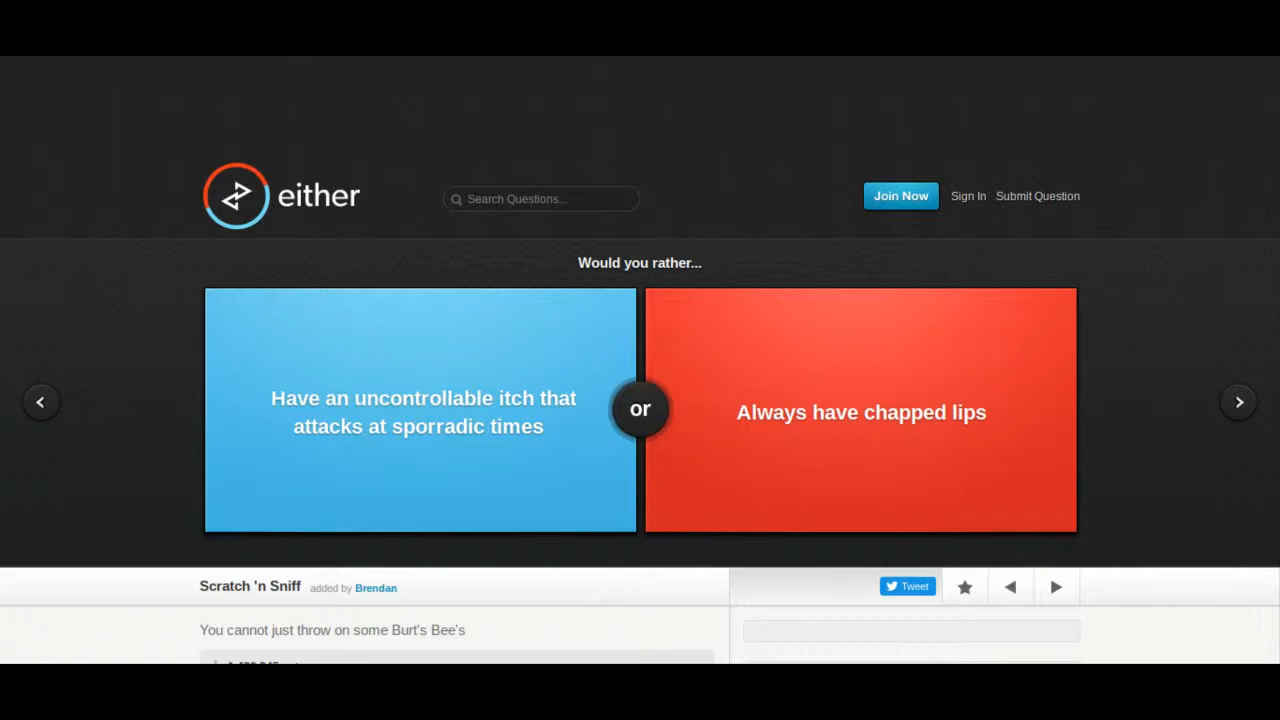 either
Search Questions...
Join Now Sign In Submit Question
Would you rather...
Have an uncontrollable itch that
attacks at sporradic times
or
Always have chapped lips
Scratch 'n Sniff added by Brendan
Tweet
You cannot just throw on some Burt's Bee's